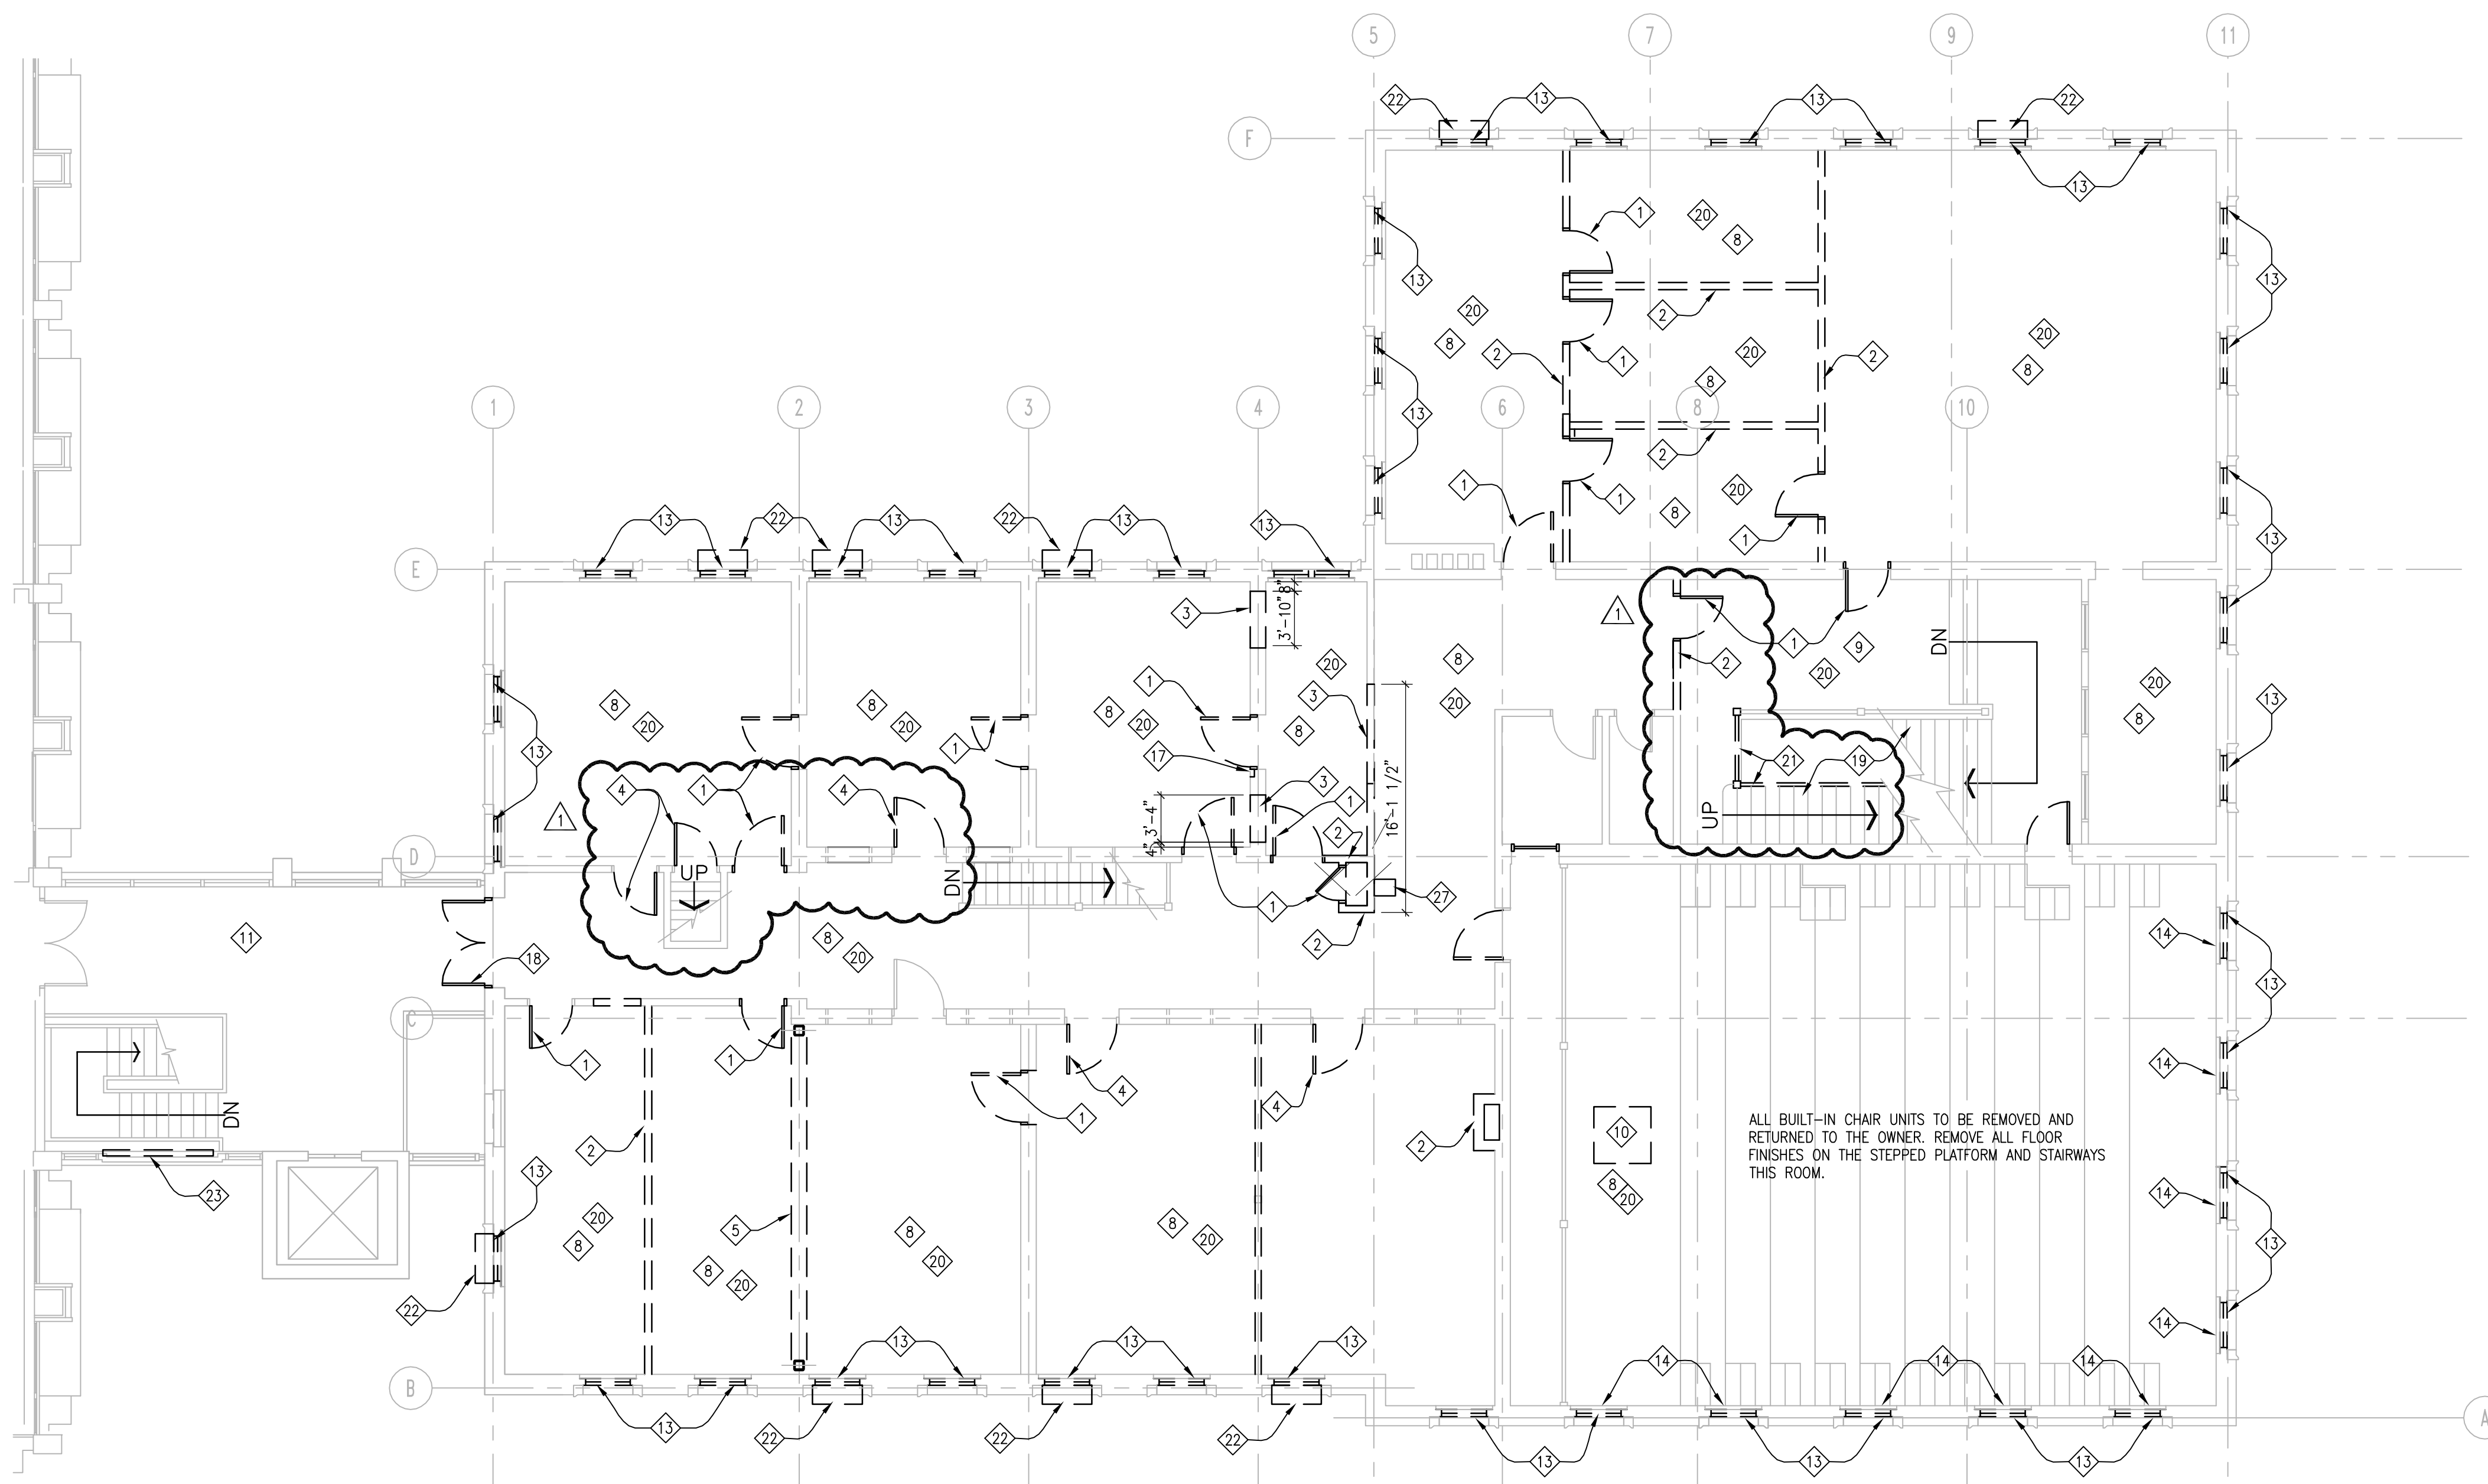 5 7 9 11
22 13 13 22
F
13
1 20 8
13 13
20 2
8 2 1 20 2 20
8 8
13
1 2 3 4 6 8 10
2
1 1 20
8 1
13 22 13 22 13 13
13
E
3 3'-10" 8"
1 1 9 DN
20 8 2 20
1 3 20
8 8 8 20 8
20 20 20 8
13
13 1 17 21 19
4 1 4 3 1 16'-1 1/2"
1 4" 3'-4" 2 UP
D
UP DN 27
1
11 8 20 2 14
18 13
C
DN 1 1 4 4 14
1
2 2 10
ALL BUILT-IN CHAIR UNITS TO BE REMOVED AND
RETURNED TO THE OWNER. REMOVE ALL FLOOR
FINISHES ON THE STEPPED PLATFORM AND STAIRWAYS
THIS ROOM.
23 13 8 20 14
20 5 8 8 20
8 20 13
8 20
22 14
13 13 13 14 14 14
B
13 22 22 22 13 13 13
A